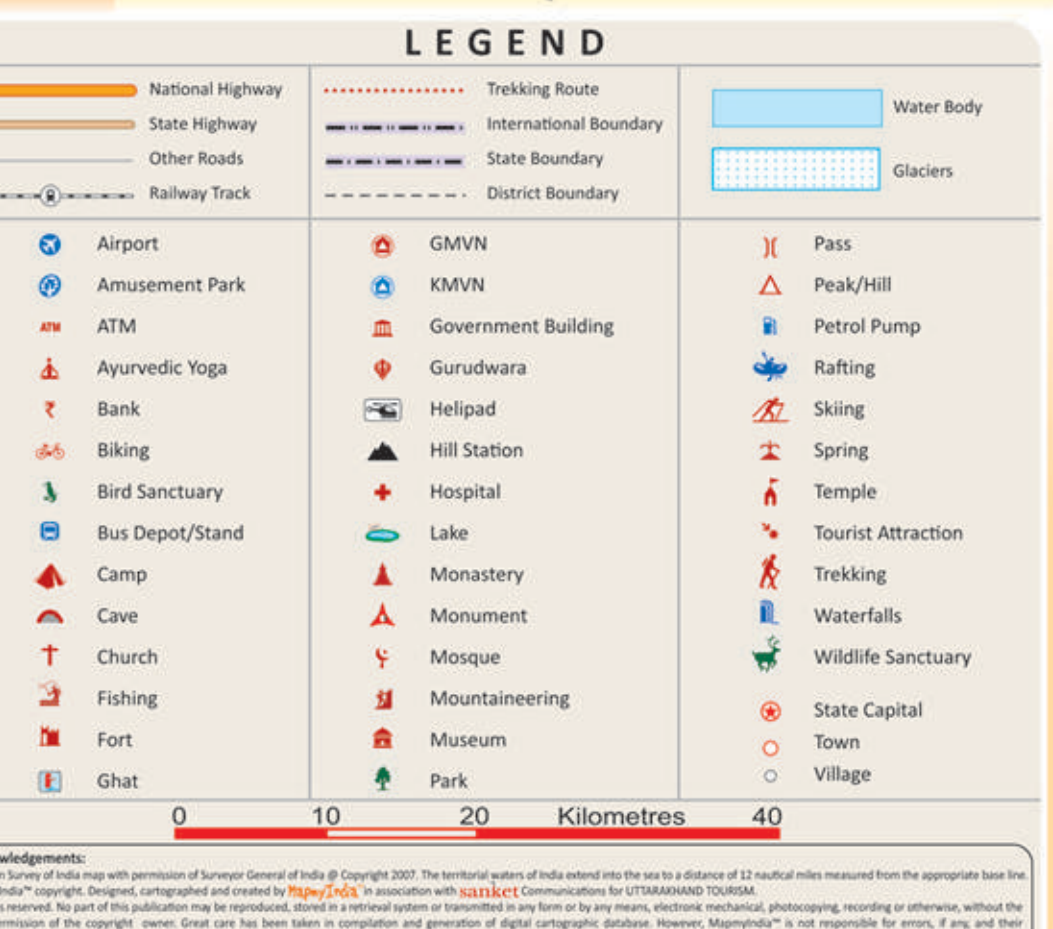 LEGEND
National Highway
State Highway
Other Roads
Railway Track
Trekking Route
International Boundary
State Boundary
District Boundary
Water Body
Glaciers
Airport
Amusement Park
ATM ATM
Ayurvedic Yoga
₹ Bank
Biking
Bird Sanctuary
Bus Depot/Stand
Camp
Cave
Church
Fishing
Fort
Ghat
GMVN
KMVN
Government Building
Gurudwara
Helipad
Hill Station
Hospital
Lake
Monastery
Monument
Mosque
Mountaineering
Museum
Park
Pass
Peak/Hill
Petrol Pump
Rafting
Skiing
Spring
Temple
Tourist Attraction
Trekking
Waterfalls
Wildlife Sanctuary
State Capital
Town
Village
0 10 20 Kilometres 40
wledgements:
n Survey of India map with permission of Surveyor General of India @ Copyright 2007. The territorial waters of India extend into the sea to a distance of 12 nautical miles measured from the appropriate base line.
India™ copyright. Designed, cartographed and created by MapmyIndia™ in association with sanket Communications for UTTARAKHAND TOURISM.
s reserved. No part of this publication may be reproduced, stored in a retrieval system or transmitted in any form or by any means, electronic mechanical, photocopying, recording or otherwise, without the
rmission of the copyright owner. Great care has been taken in compilation and generation of digital cartographic database. However, MapmyIndia™ is not responsible for errors, if any, and their